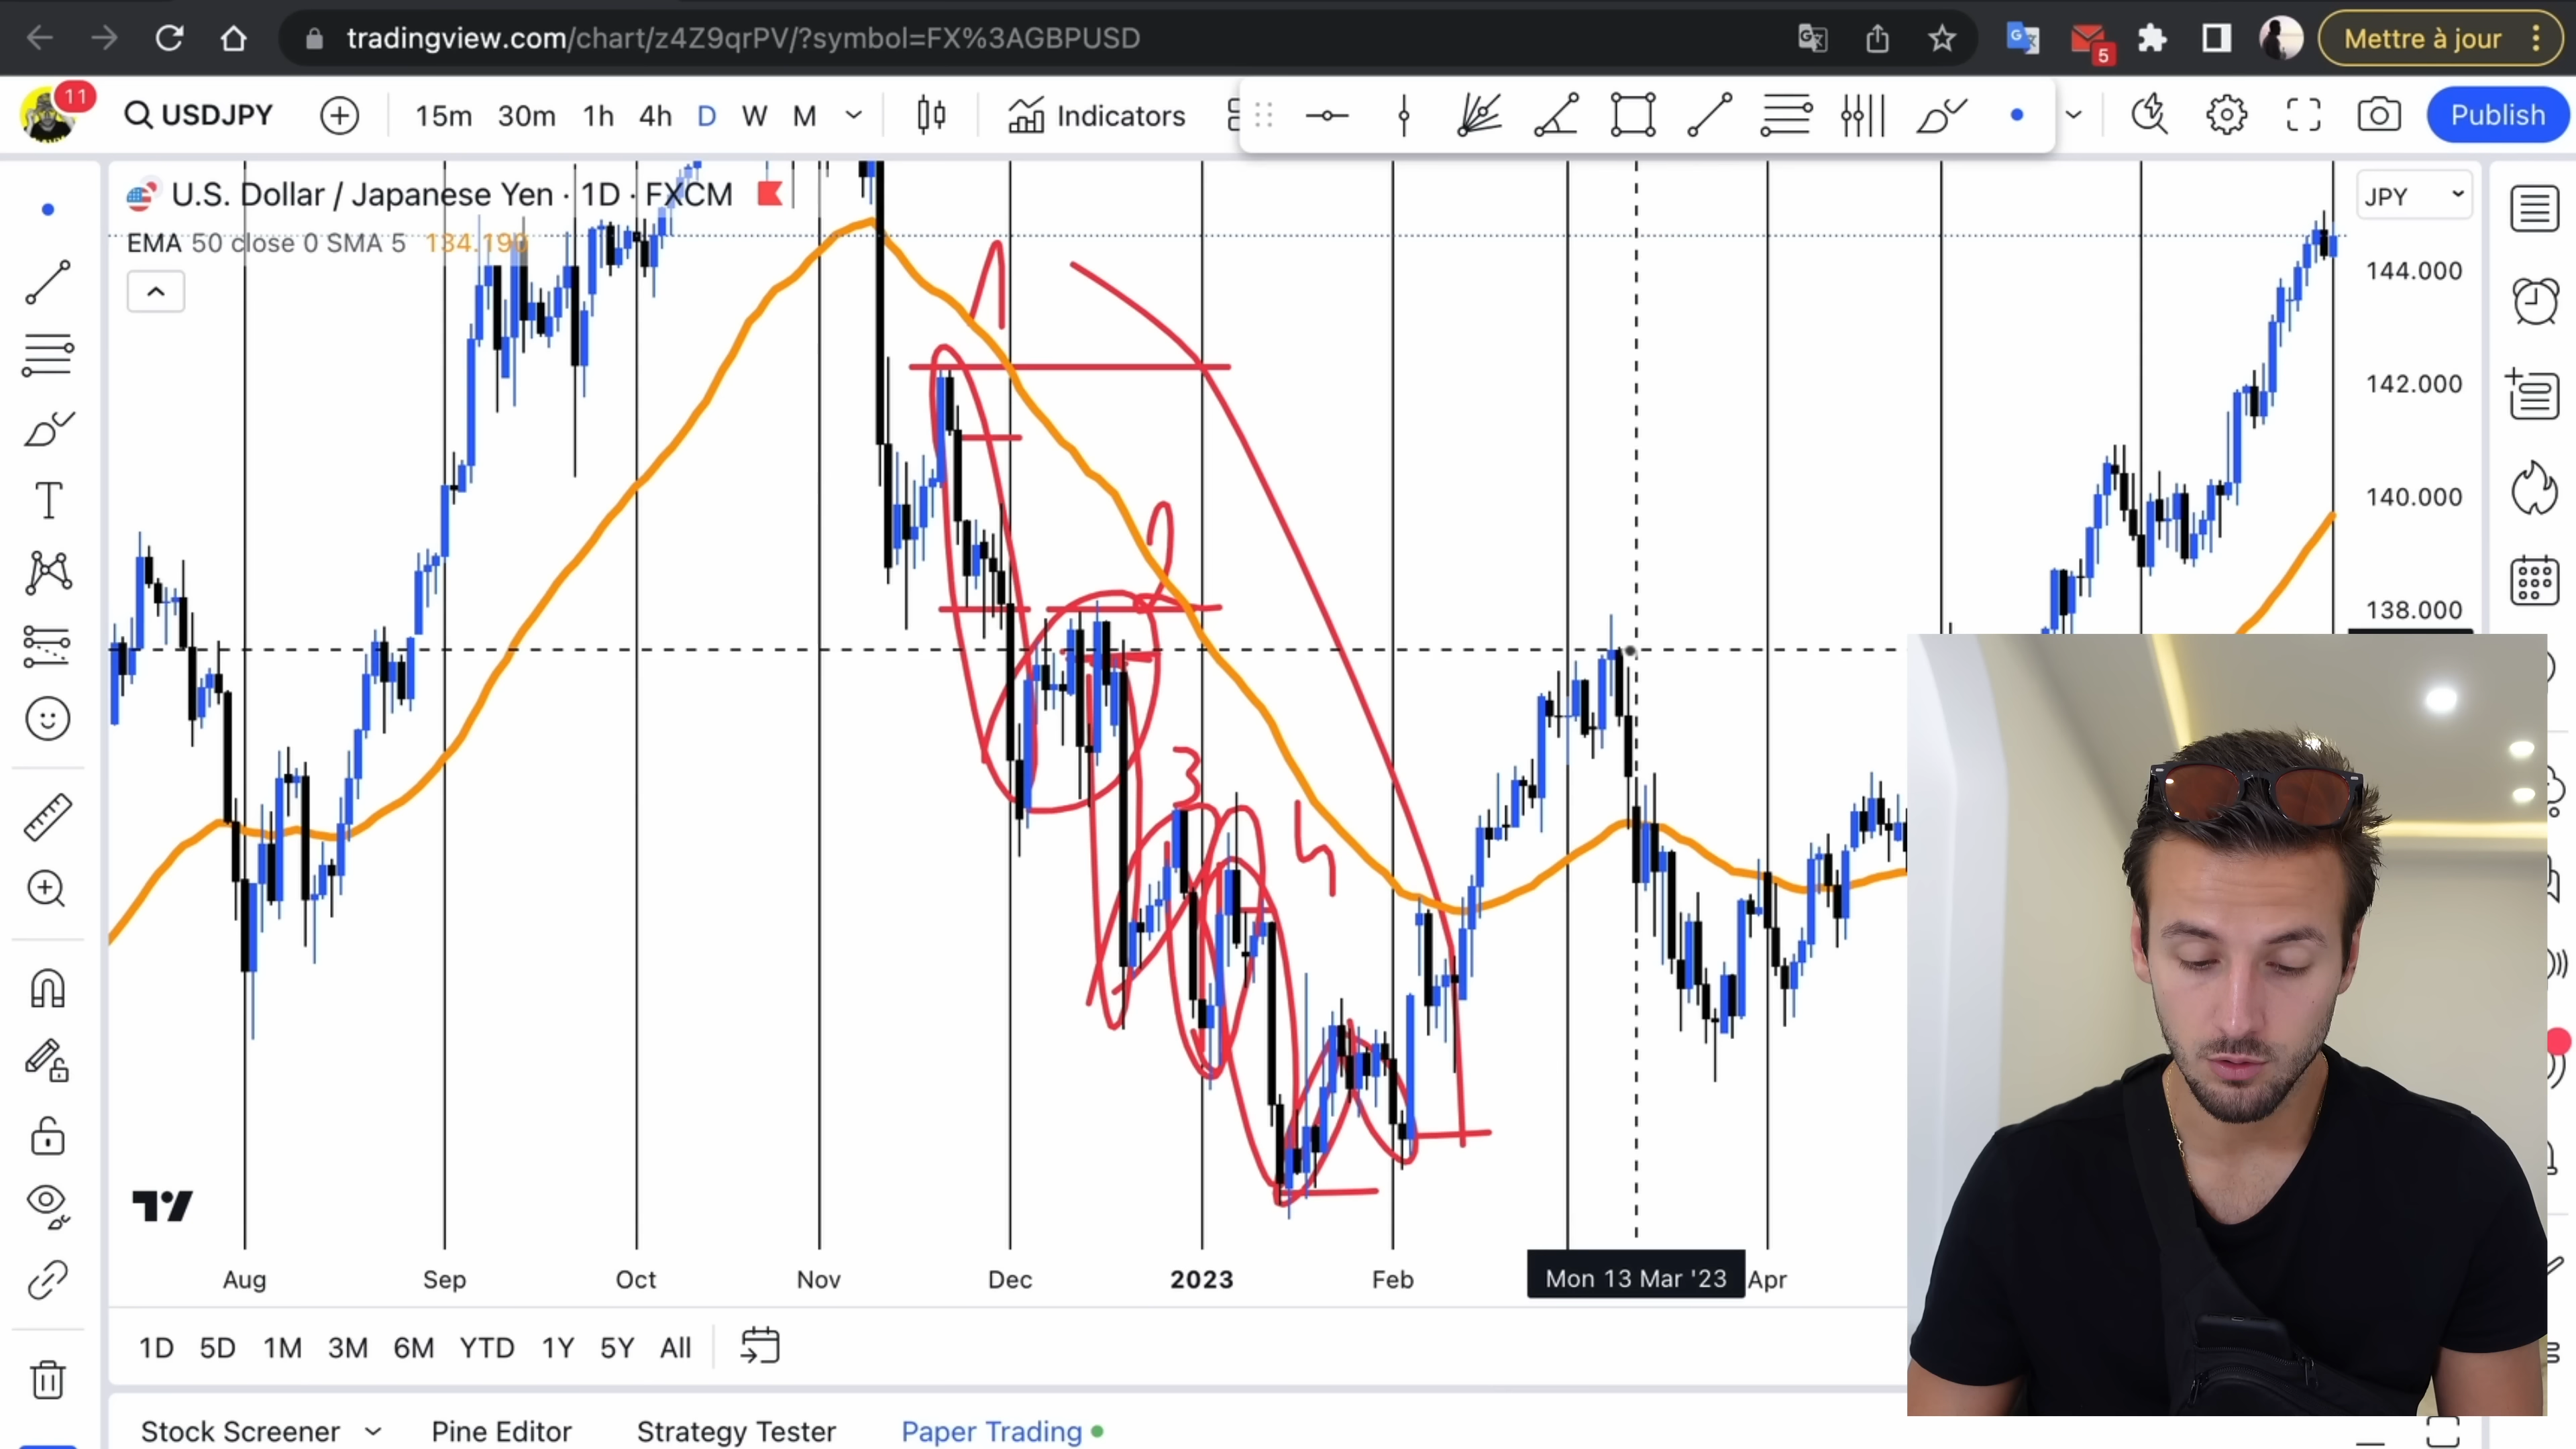 tradingview.com/chart/z4Z9qrPV/?symbol=FX%3AGBPUSD
5
Mettre à jour
11
USDJPY
15m 30m 1h 4h D W M
Indicators
Publish
U.S. Dollar / Japanese Yen · 1D · FXCM
JPY
EMA 50 close 0 SMA 5 134.190
1
144.000
142.000
140.000
2
138.000
3
4
Aug Sep Oct Nov Dec 2023 Feb Mon 13 Mar '23 Apr
1D 5D 1M 3M 6M YTD 1Y 5Y All
Stock Screener Pine Editor Strategy Tester Paper Trading